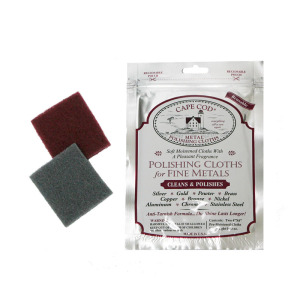 CAPE COD
METAL
POLISHING CLOTHS
Soft Moistened Cloths With
A Pleasant Fragrance
POLISHING CLOTHS
for FINE METALS
CLEANS & POLISHES
Silver • Gold • Pewter • Brass
Copper • Bronze • Nickel
Aluminum • Chrome • Stainless Steel
Anti-Tarnish Formula... The Shine Lasts Longer!